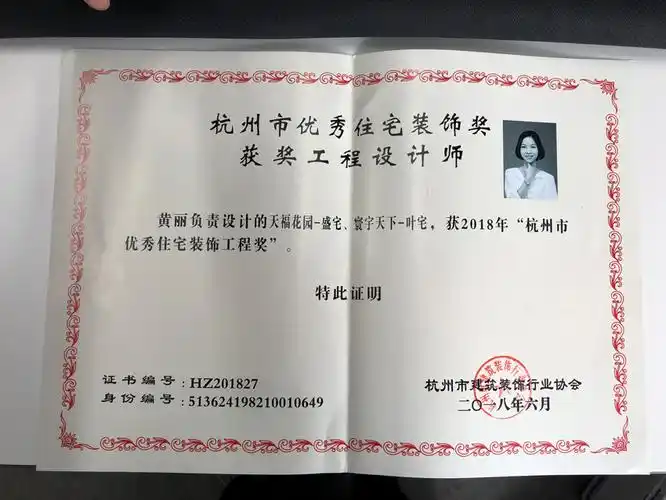 杭州市优秀住宅装饰奖
获奖工程设计师
黄丽负责设计的天福花园-盛宅、寰宇天下-叶宅，获2018年“杭州市
优秀住宅装饰工程奖”。
特此证明
证书编号：HZ201827
身份编号：513624198210010649
杭州市建筑装饰行业协会
二〇一八年六月